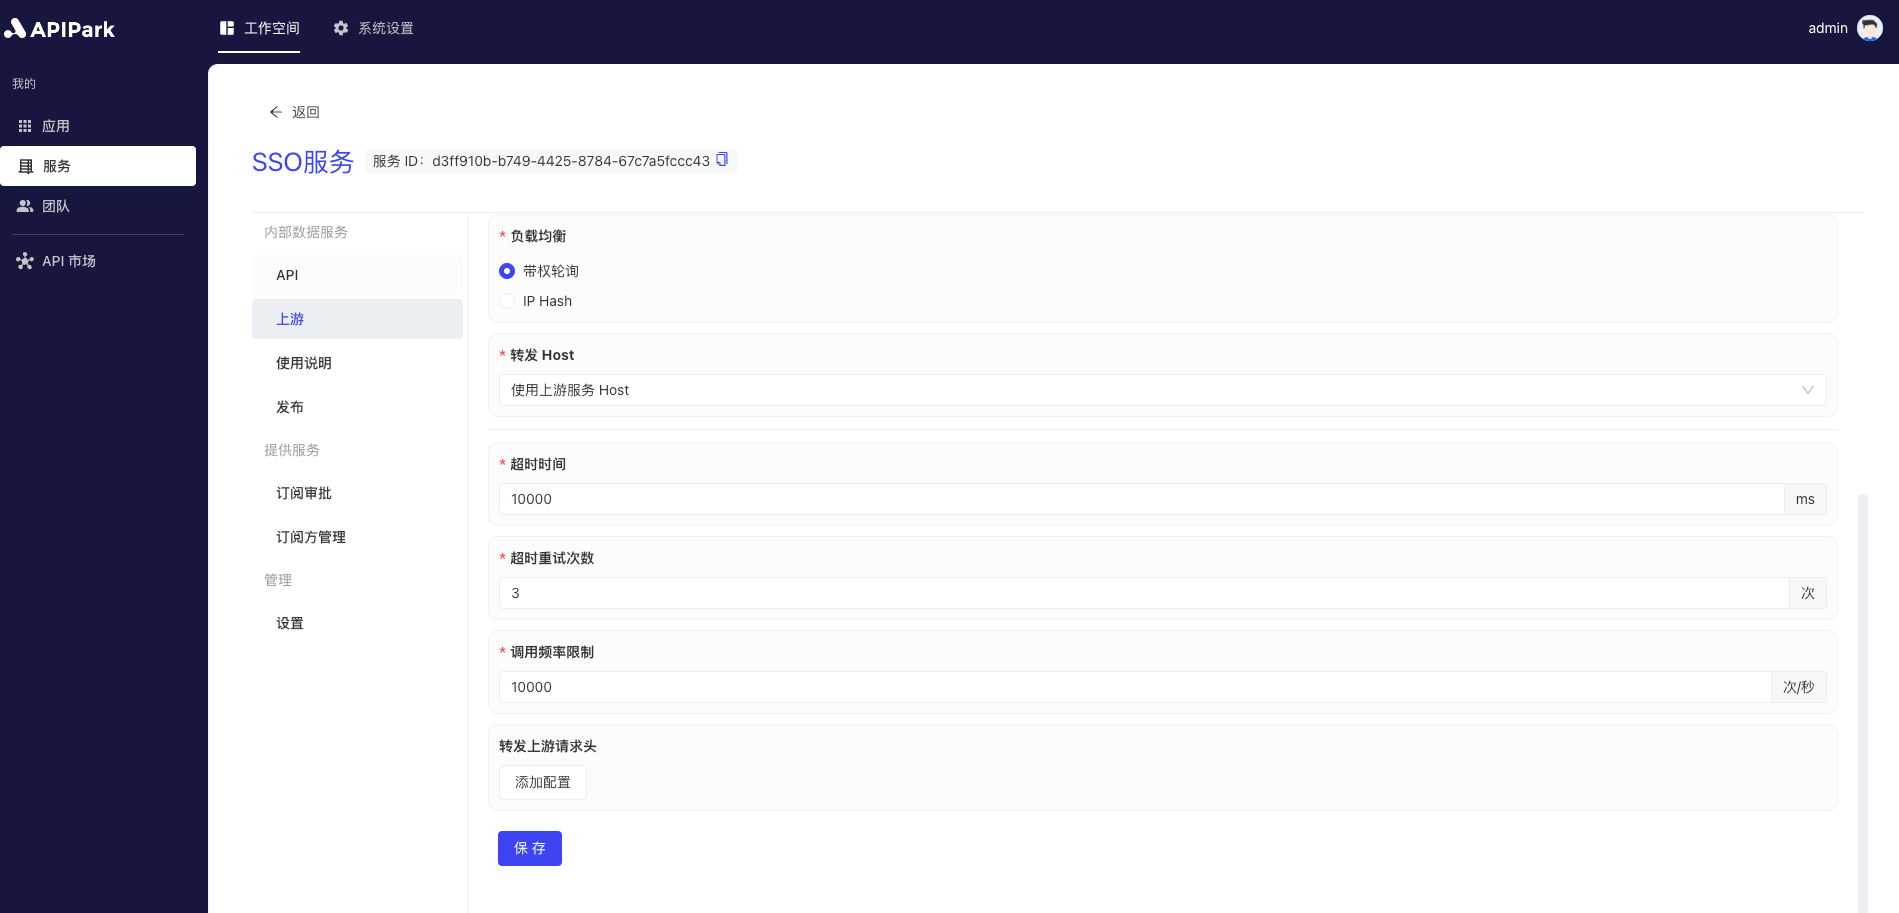 APIPark
工作空间
系统设置
admin
我的
应用
服务
团队
API 市场
返回
SSO服务
服务 ID：d3ff910b-b749-4425-8784-67c7a5fccc43
内部数据服务
API
上游
使用说明
发布
提供服务
订阅审批
订阅方管理
管理
设置
* 负载均衡
带权轮询
IP Hash
* 转发 Host
使用上游服务 Host
* 超时时间
10000 ms
* 超时重试次数
3 次
* 调用频率限制
10000 次/秒
转发上游请求头
添加配置
保 存